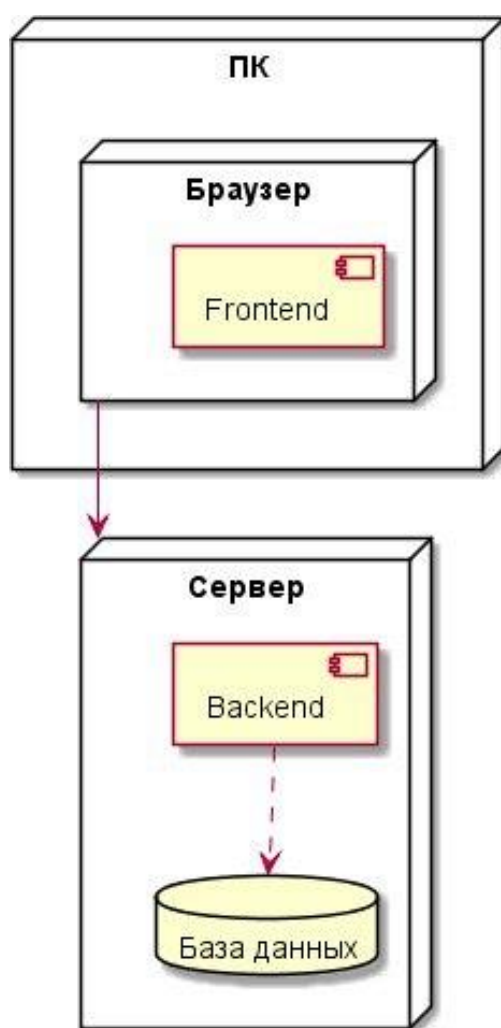 ПК
Браузер
Frontend
Сервер
Backend
База данных